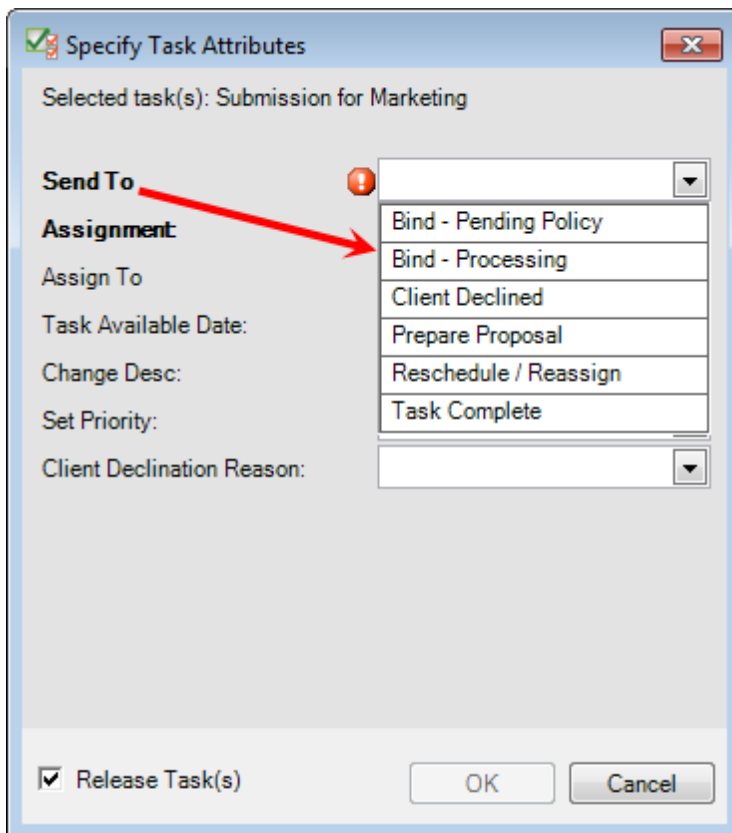 Specify Task Attributes
Selected task(s): Submission for Marketing
Send To
Assignment:
Assign To
Task Available Date:
Change Desc:
Set Priority:
Client Declination Reason:
Bind - Pending Policy
Bind - Processing
Client Declined
Prepare Proposal
Reschedule / Reassign
Task Complete
Release Task(s)
OK
Cancel